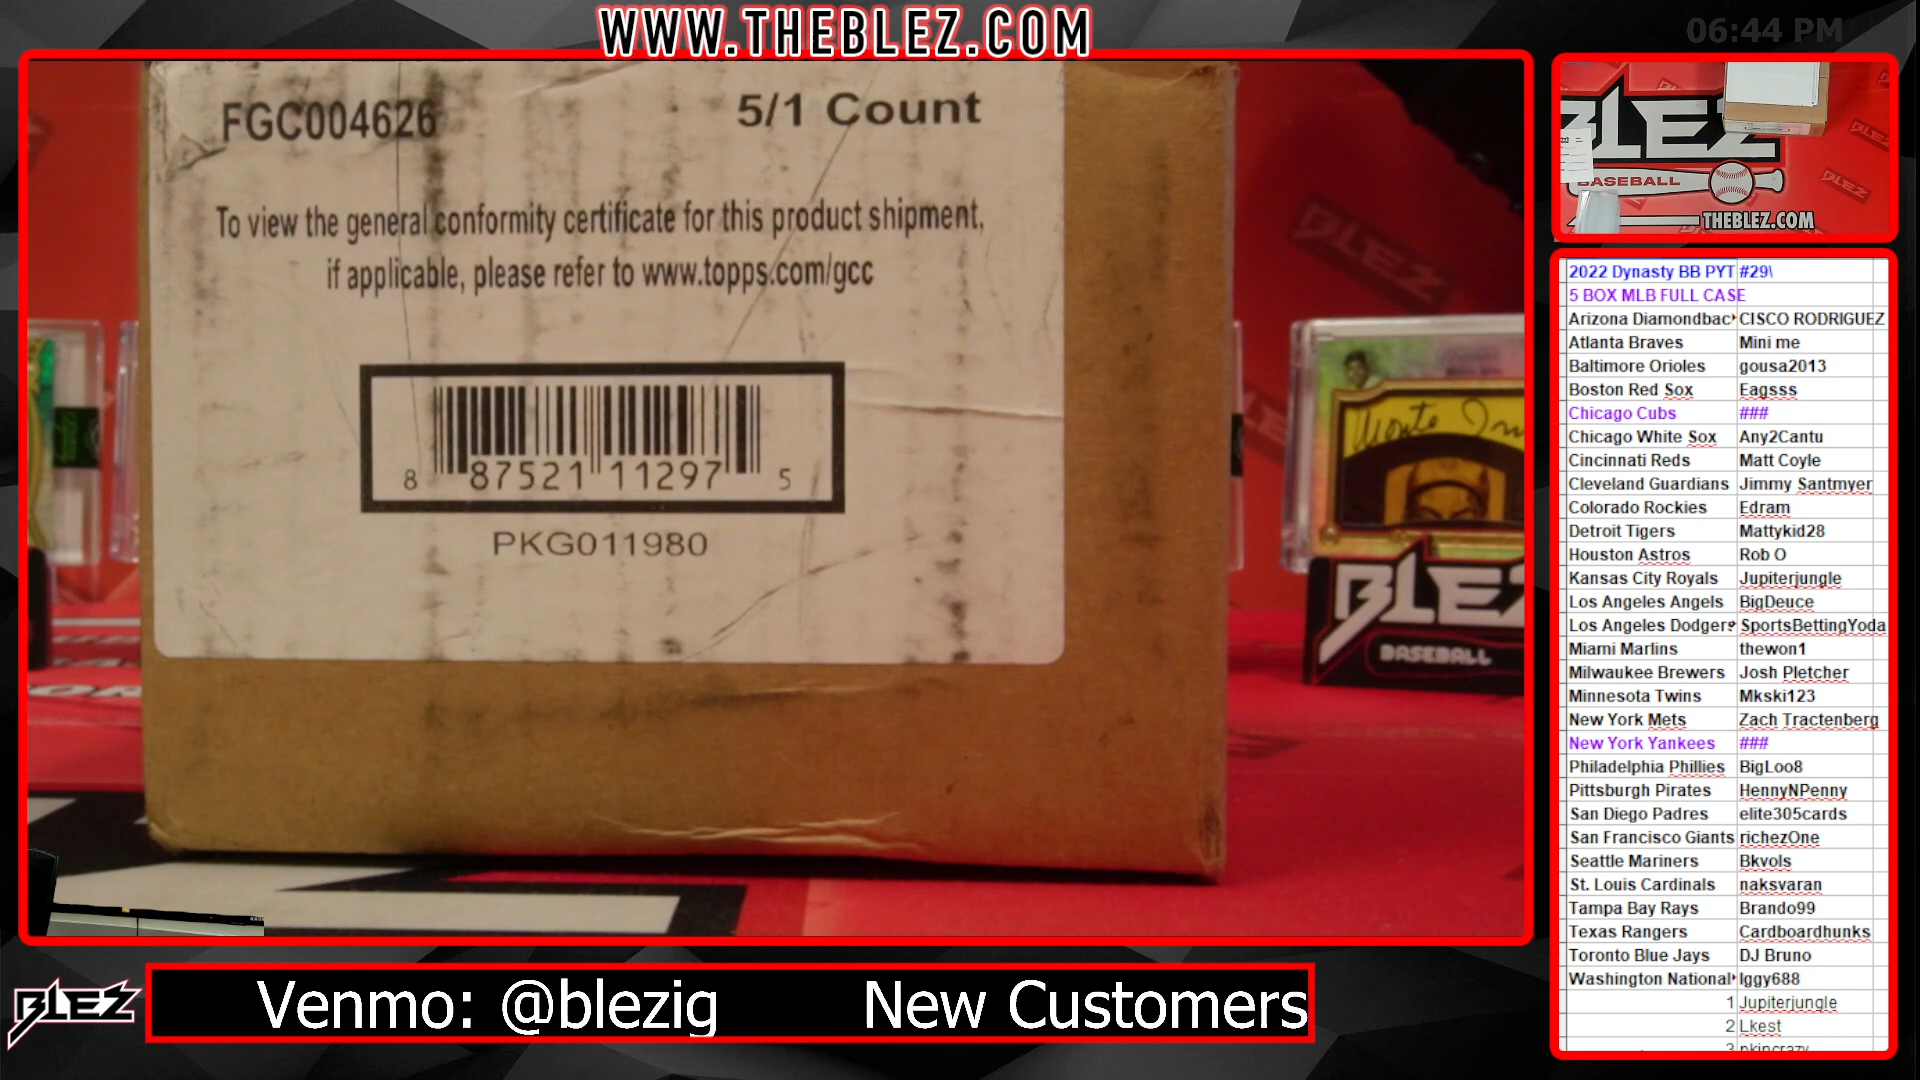 WWW.THEBLEZ.COM
06:44 PM
FGC004626
5/1 Count
To view the general conformity certificate for this product shipment,
if applicable, please refer to www.topps.com/gcc
8 87521 11297 5
PKG011980
BLEZ
BASEBALL
BLEZ
BASEBALL
THEBLEZ.COM
BLEZ
2022 Dynasty BB PYT #29\
5 BOX MLB FULL CASE
Arizona Diamondbac CISCO RODRIGUEZ
Atlanta Braves Mini me
Baltimore Orioles gousa2013
Boston Red Sox Eagsss
Chicago Cubs ###
Chicago White Sox Any2Cantu
Cincinnati Reds Matt Coyle
Cleveland Guardians Jimmy Santmyer
Colorado Rockies Edram
Detroit Tigers Mattykid28
Houston Astros Rob O
Kansas City Royals Jupiterjungle
Los Angeles Angels BigDeuce
Los Angeles Dodgers SportsBettingYoda
Miami Marlins thewon1
Milwaukee Brewers Josh Pletcher
Minnesota Twins Mkski123
New York Mets Zach Tractenberg
New York Yankees ###
Philadelphia Phillies BigLoo8
Pittsburgh Pirates HennyNPenny
San Diego Padres elite305cards
San Francisco Giants richezOne
Seattle Mariners Bkvols
St. Louis Cardinals naksvaran
Tampa Bay Rays Brando99
Texas Rangers Cardboardhunks
Toronto Blue Jays DJ Bruno
Washington National Iggy688
1 Jupiterjungle
2 Lkest
3 pkincrazy
BLEZ
Venmo: @blezig New Customers